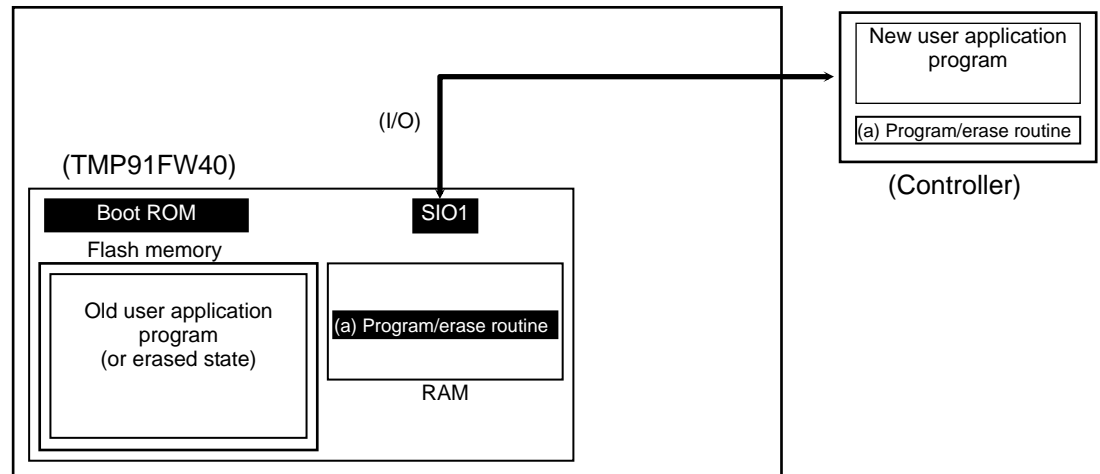 New user application
program
(a) Program/erase routine
(Controller)
(I/O)
(TMP91FW40)
Boot ROM
SIO1
Flash memory
Old user application
program
(or erased state)
(a) Program/erase routine
RAM